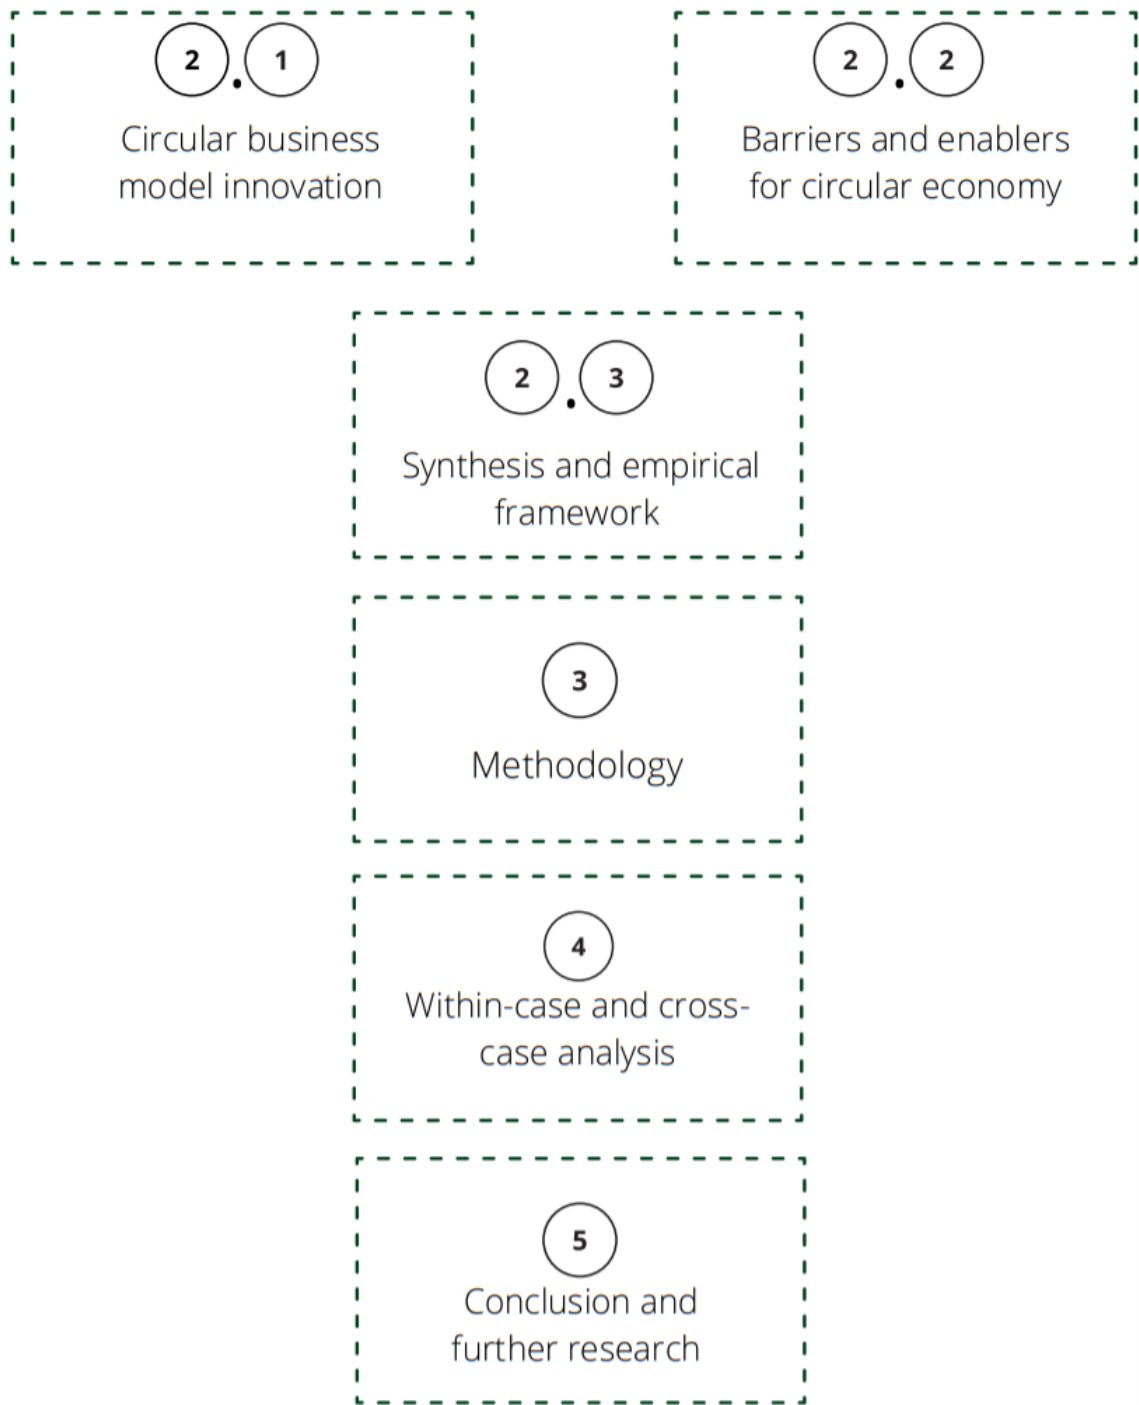 2.1
Circular business
model innovation
2.2
Barriers and enablers
for circular economy
2.3
Synthesis and empirical
framework
3
Methodology
4
Within-case and cross-
case analysis
5
Conclusion and
further research